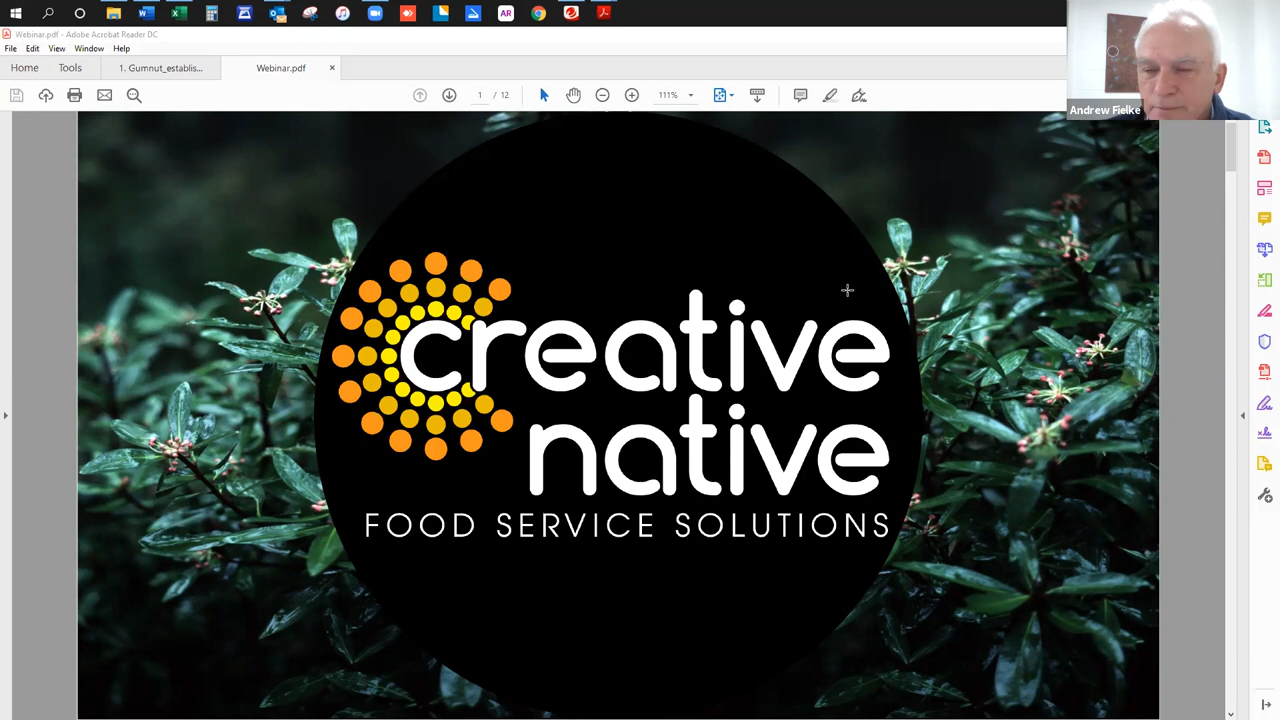 AR
Webinar.pdf - Adobe Acrobat Reader DC
File Edit View Window Help
Home Tools 1. Gumnut_establis... Webinar.pdf ×
1 / 12 111%
Andrew Fielke
creative
native
FOOD SERVICE SOLUTIONS